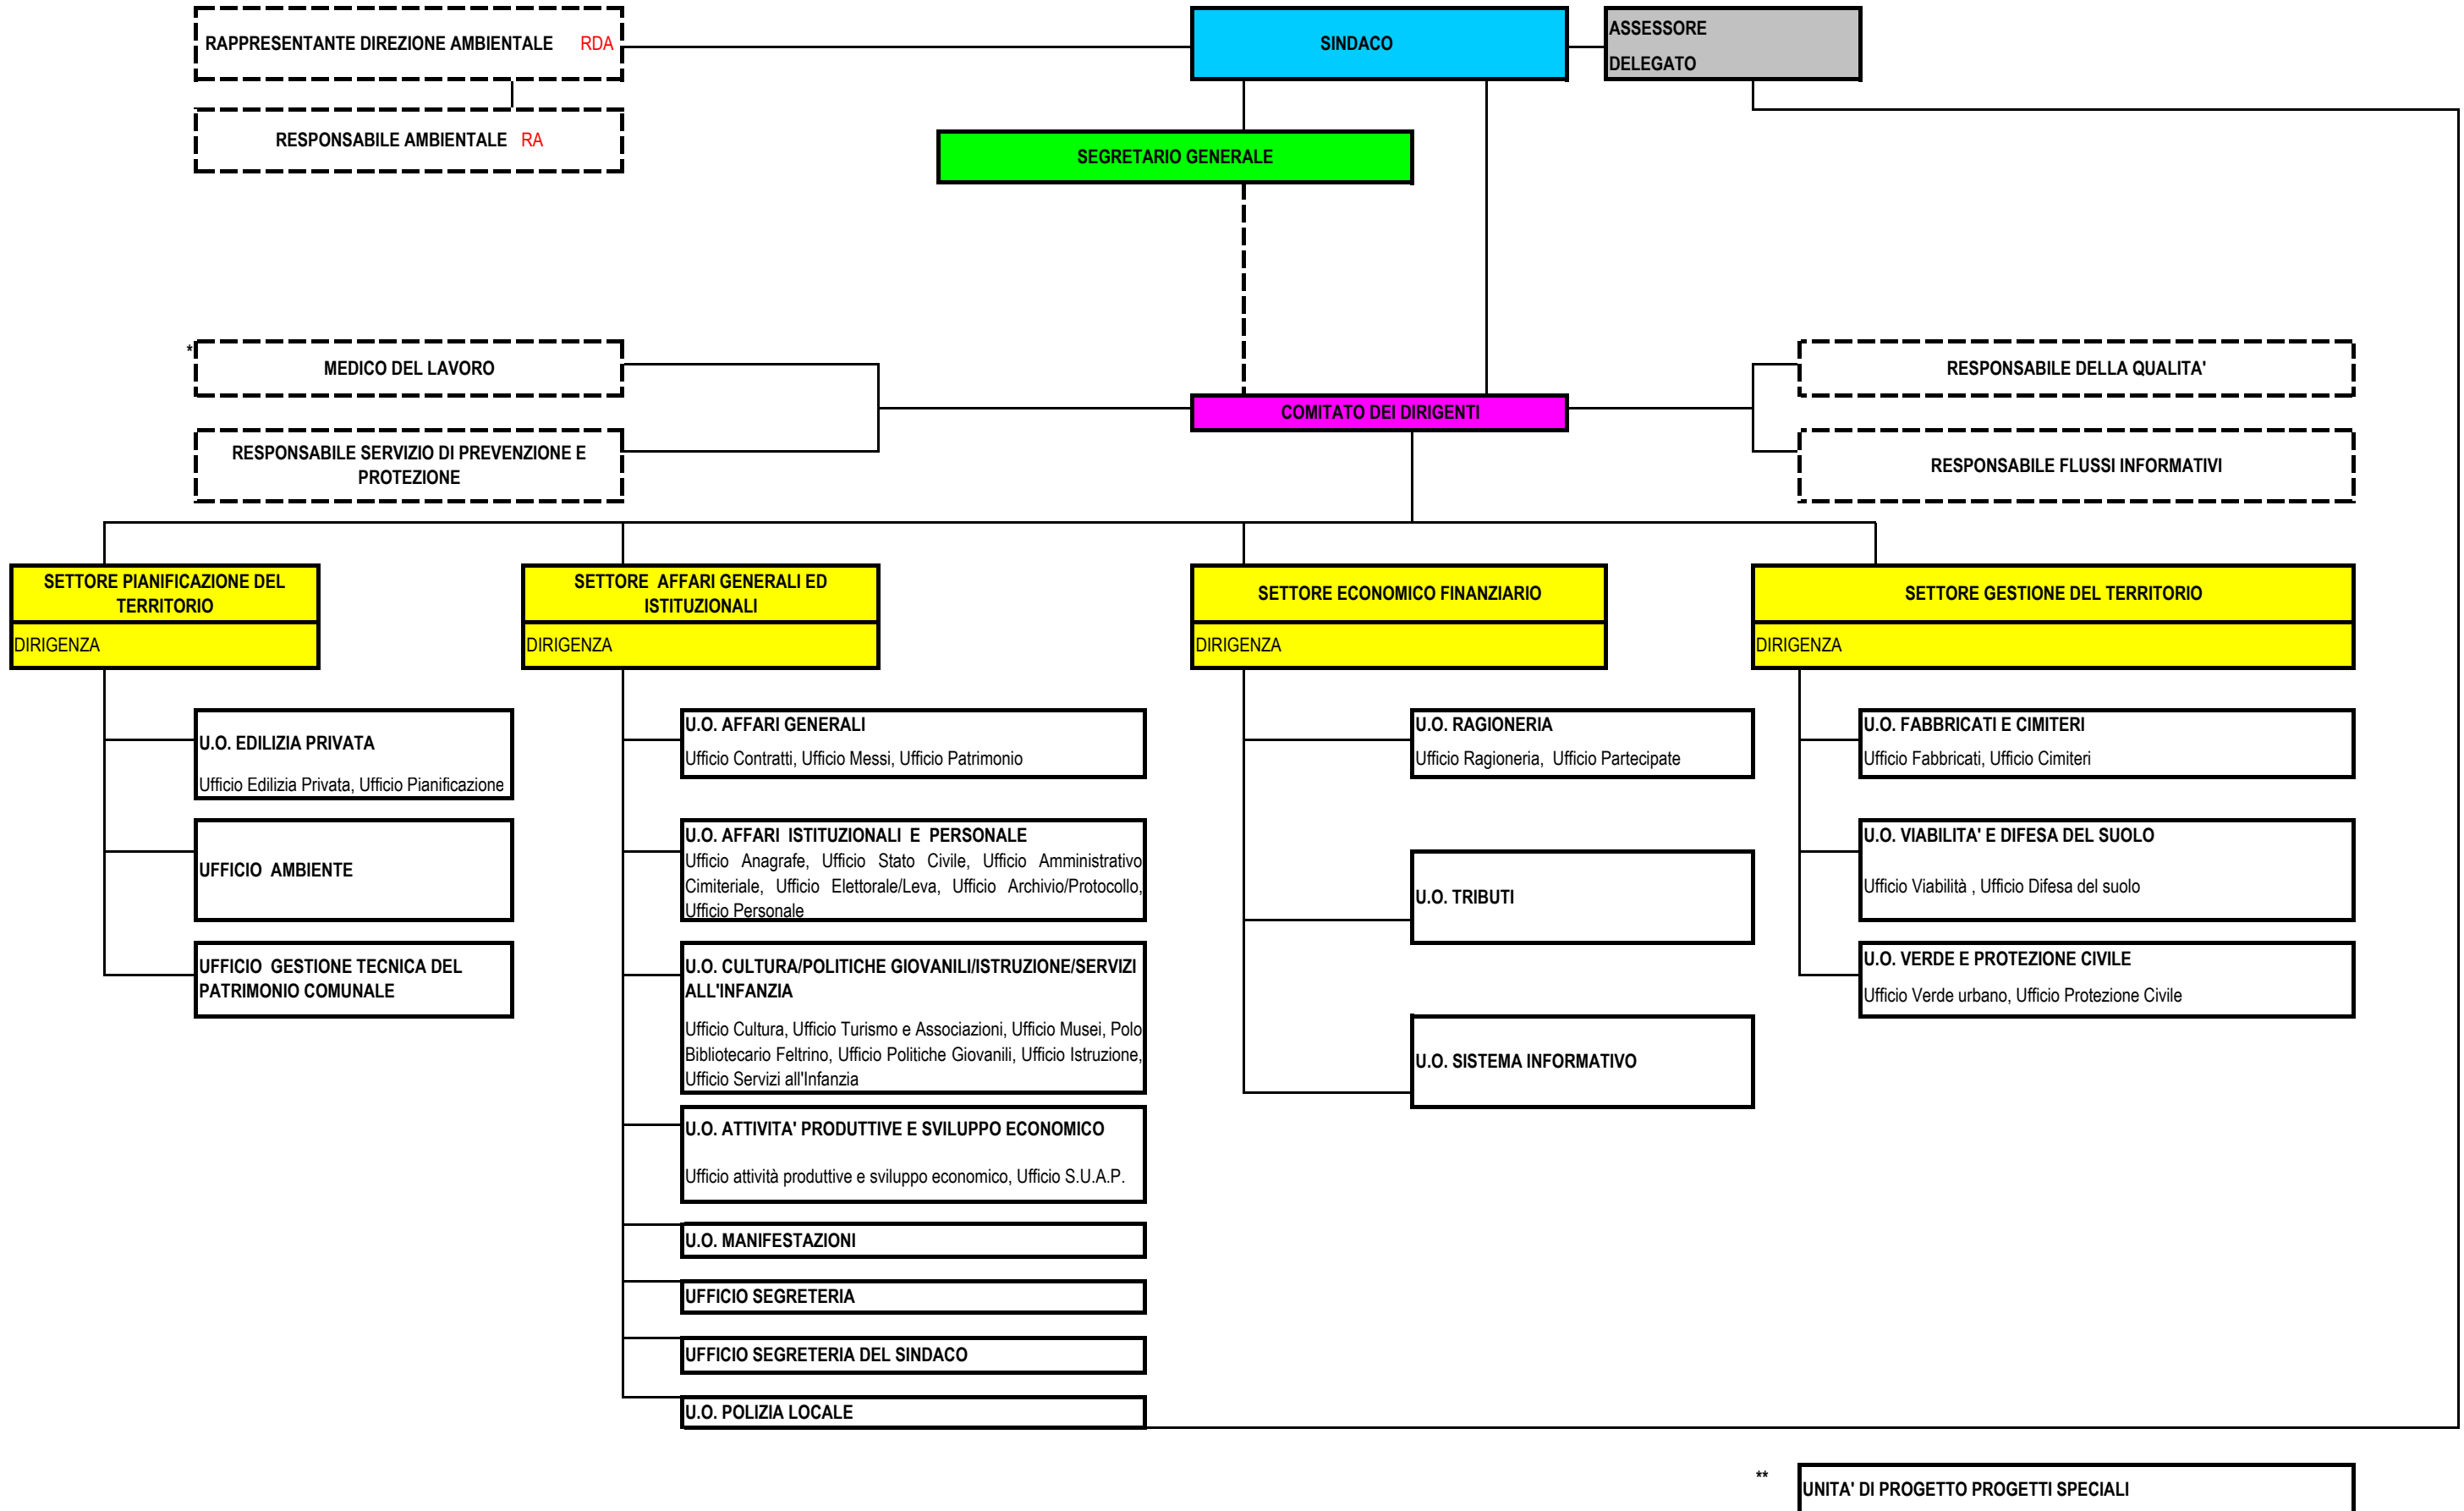 RAPPRESENTANTE DIREZIONE AMBIENTALE RDA
SINDACO
ASSESSORE
DELEGATO
RESPONSABILE AMBIENTALE RA
SEGRETARIO GENERALE
*
MEDICO DEL LAVORO
RESPONSABILE DELLA QUALITA'
COMITATO DEI DIRIGENTI
RESPONSABILE SERVIZIO DI PREVENZIONE E
PROTEZIONE
RESPONSABILE FLUSSI INFORMATIVI
SETTORE PIANIFICAZIONE DEL
TERRITORIO
DIRIGENZA
SETTORE AFFARI GENERALI ED
ISTITUZIONALI
DIRIGENZA
SETTORE ECONOMICO FINANZIARIO
DIRIGENZA
SETTORE GESTIONE DEL TERRITORIO
DIRIGENZA
U.O. EDILIZIA PRIVATA
Ufficio Edilizia Privata, Ufficio Pianificazione
UFFICIO AMBIENTE
UFFICIO GESTIONE TECNICA DEL
PATRIMONIO COMUNALE
U.O. AFFARI GENERALI
Ufficio Contratti, Ufficio Messi, Ufficio Patrimonio
U.O. AFFARI ISTITUZIONALI E PERSONALE
Ufficio Anagrafe, Ufficio Stato Civile, Ufficio Amministrativo
Cimiteriale, Ufficio Elettorale/Leva, Ufficio Archivio/Protocollo,
Ufficio Personale
U.O. CULTURA/POLITICHE GIOVANILI/ISTRUZIONE/SERVIZI
ALL'INFANZIA
Ufficio Cultura, Ufficio Turismo e Associazioni, Ufficio Musei, Polo
Bibliotecario Feltrino, Ufficio Politiche Giovanili, Ufficio Istruzione,
Ufficio Servizi all'Infanzia
U.O. ATTIVITA' PRODUTTIVE E SVILUPPO ECONOMICO
Ufficio attività produttive e sviluppo economico, Ufficio S.U.A.P.
U.O. MANIFESTAZIONI
UFFICIO SEGRETERIA
UFFICIO SEGRETERIA DEL SINDACO
U.O. POLIZIA LOCALE
U.O. RAGIONERIA
Ufficio Ragioneria, Ufficio Partecipate
U.O. TRIBUTI
U.O. SISTEMA INFORMATIVO
U.O. FABBRICATI E CIMITERI
Ufficio Fabbricati, Ufficio Cimiteri
U.O. VIABILITA' E DIFESA DEL SUOLO
Ufficio Viabilità , Ufficio Difesa del suolo
U.O. VERDE E PROTEZIONE CIVILE
Ufficio Verde urbano, Ufficio Protezione Civile
**
UNITA' DI PROGETTO PROGETTI SPECIALI